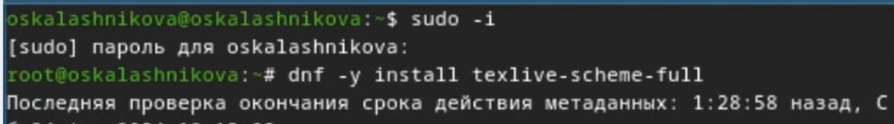 oskalashnikova@oskalashnikova:~$ sudo -i
[sudo] пароль для oskalashnikova:
root@oskalashnikova:~# dnf -y install texlive-scheme-full
Последняя проверка окончания срока действия метаданных: 1:28:58 назад, С